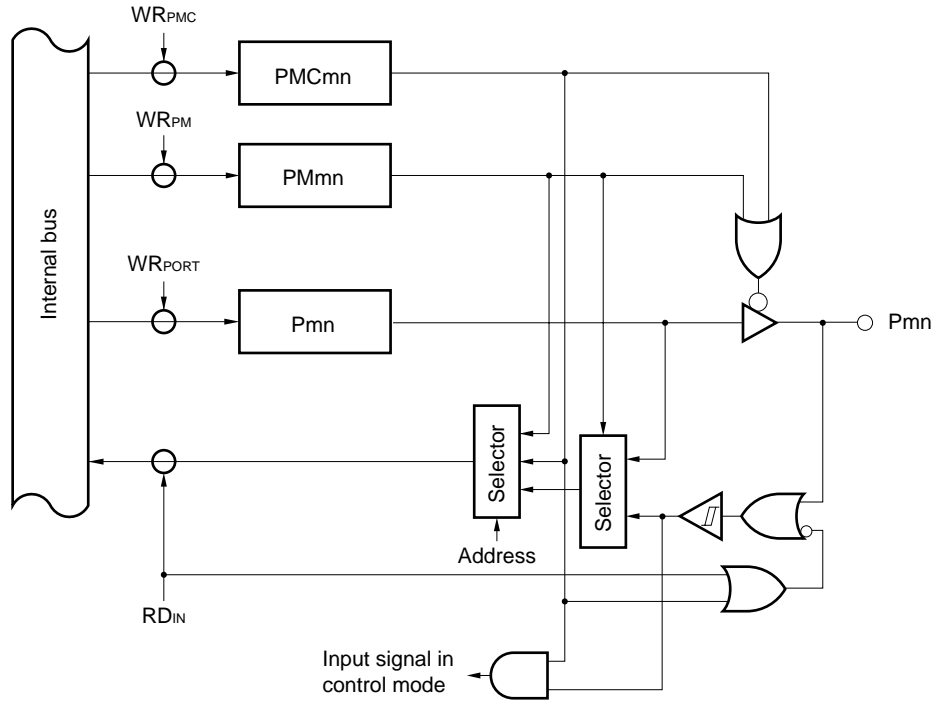 WRPMC
PMCmn
WRPM
PMmn
Internal bus
WRPORT
Pmn
Pmn
Selector
Selector
Address
RDIN
Input signal in
control mode